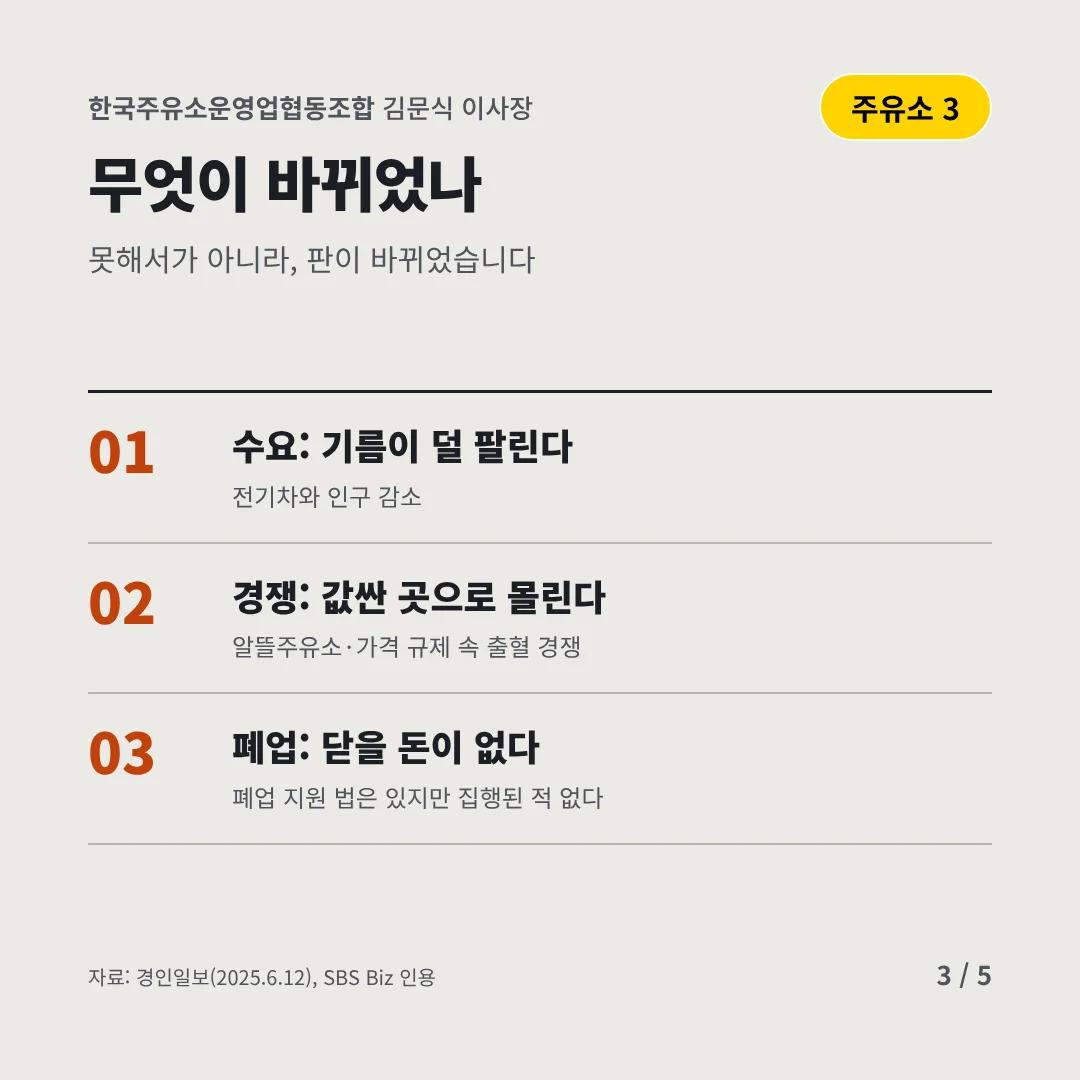 한국주유소운영업협동조합 김문식 이사장
주유소 3
무엇이 바뀌었나
못해서가 아니라, 판이 바뀌었습니다
01
수요: 기름이 덜 팔린다
전기차와 인구 감소
02
경쟁: 값싼 곳으로 몰린다
알뜰주유소·가격 규제 속 출혈 경쟁
03
폐업: 닫을 돈이 없다
폐업 지원 법은 있지만 집행된 적 없다
자료: 경인일보(2025.6.12), SBS Biz 인용
3 / 5